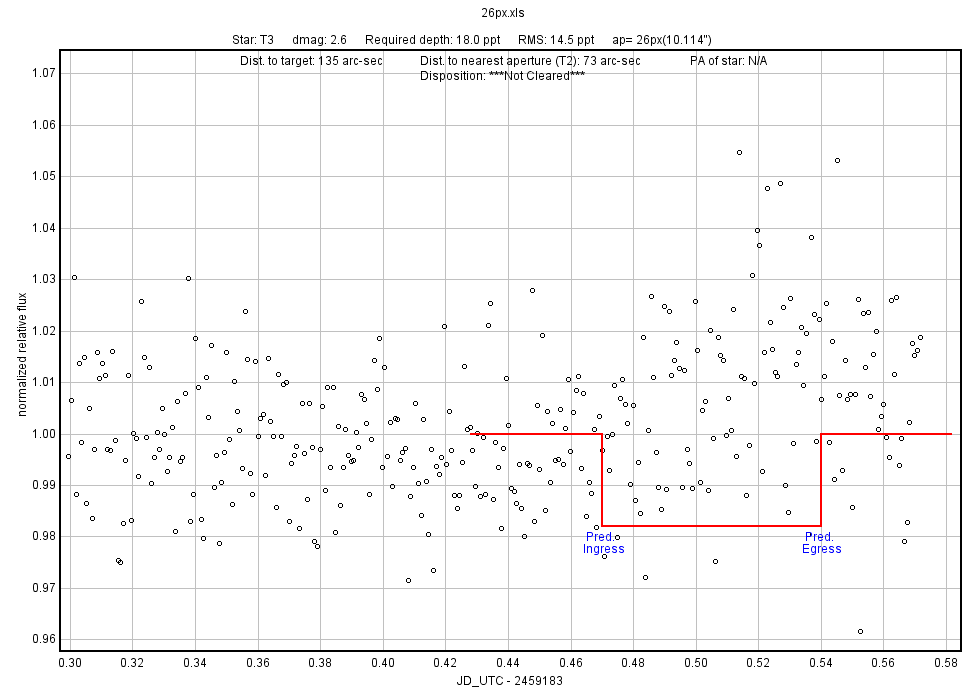 26px.xls
Star: T3 dmag: 2.6 Required depth: 18.0 ppt RMS: 14.5 ppt ap= 26px(10.114")
Dist. to target: 135 arc-sec Dist. to nearest aperture (T2): 73 arc-sec PA of star: N/A
Disposition: ***Not Cleared***
1.07
1.06
1.05
1.04
1.03
1.02
1.01
1.00
0.99
0.98
0.97
0.96
normalized relative flux
Pred.
Ingress
Pred.
Egress
0.30 0.32 0.34 0.36 0.38 0.40 0.42 0.44 0.46 0.48 0.50 0.52 0.54 0.56 0.58
JD_UTC - 2459183